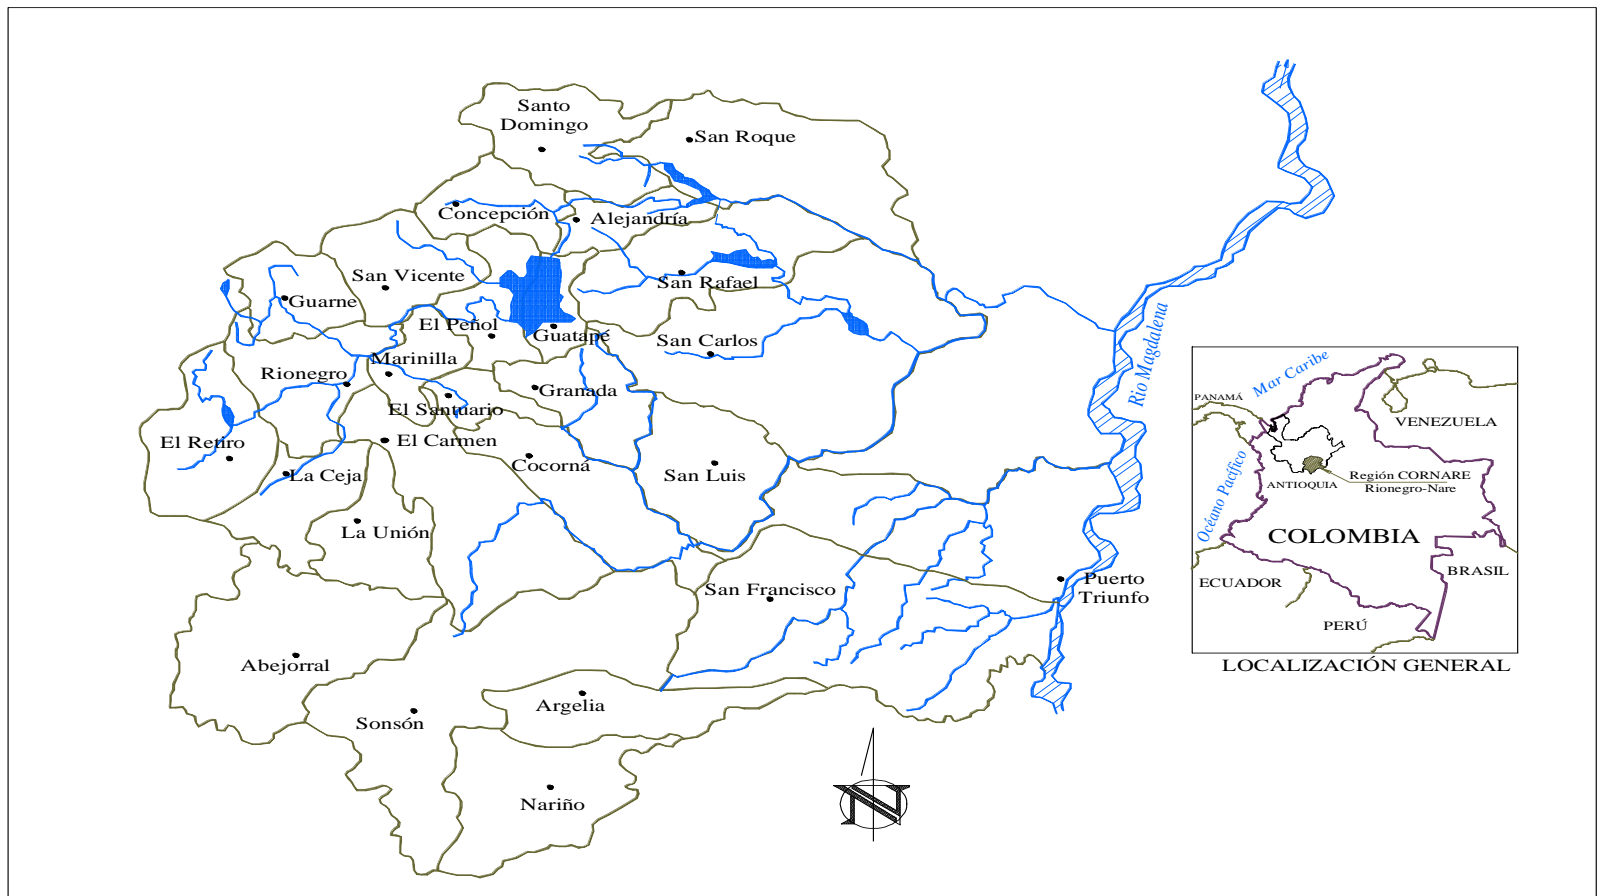 Santo
Domingo
San Roque
Concepción
Alejandría
San Vicente
Guarne
San Rafael
El Peñol
Guatapé
San Carlos
Marinilla
Rionegro
Granada
El Santuario
El Retiro
El Carmen
La Ceja
Cocorná
San Luis
La Unión
San Francisco
Puerto
Triunfo
Abejorral
Sonsón
Argelia
Nariño
Rio Magdalena
N
Mar Caribe
PANAMÁ
VENEZUELA
Océano Pacífico
ANTIOQUIA
Región CORNARE
Rionegro-Nare
COLOMBIA
ECUADOR
BRASIL
PERÚ
LOCALIZACIÓN GENERAL